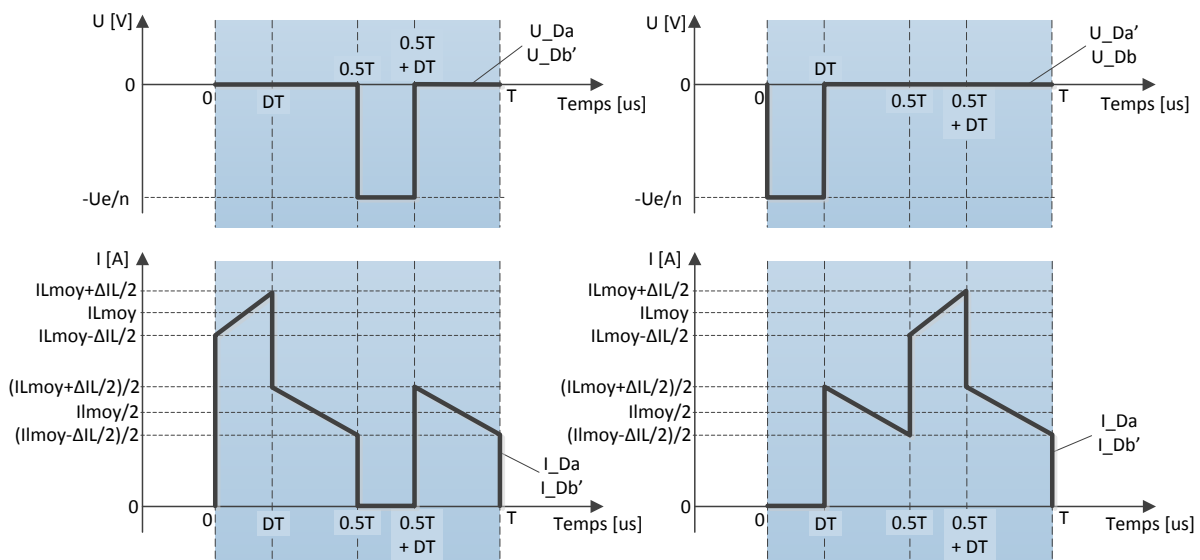 U [V]
U_Da
U_Db’
0.5T
+ DT
0.5T
0
0
DT
T
Temps [us]
-Ue/n
U [V]
U_Da’
U_Db
DT
0
0
0.5T
0.5T
+ DT
T
Temps [us]
-Ue/n
I [A]
ILmoy+ΔIL/2
ILmoy
ILmoy-ΔIL/2
(ILmoy+ΔIL/2)/2
Ilmoy/2
(Ilmoy-ΔIL/2)/2
I_Da
I_Db’
0
0
DT
0.5T
0.5T
+ DT
T
Temps [us]
I [A]
ILmoy+ΔIL/2
ILmoy
ILmoy-ΔIL/2
(ILmoy+ΔIL/2)/2
Ilmoy/2
(Ilmoy-ΔIL/2)/2
I_Da
I_Db’
0
0
DT
0.5T
0.5T
+ DT
T
Temps [us]